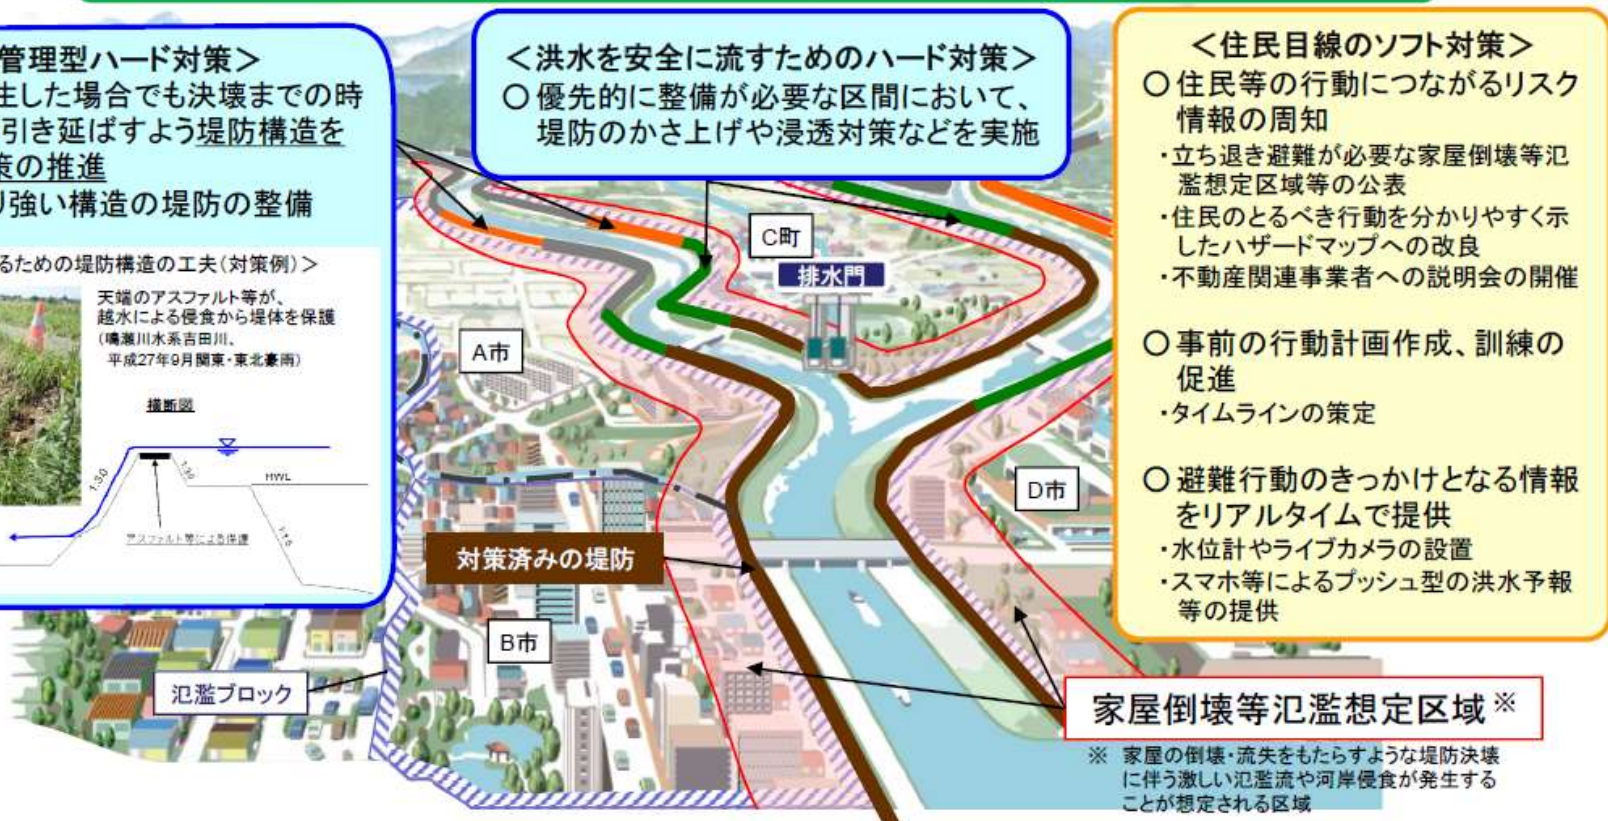 管理型ハード対策＞
生した場合でも決壊までの時
引き延ばすよう堤防構造を
策の推進
り強い構造の堤防の整備
るための堤防構造の工夫（対策例）＞
天端のアスファルト等が、
越水による侵食から堤体を保護
（鳴瀬川水系吉田川、
平成27年9月関東・東北豪雨）
横断図
1:3.0
1:3.0
HWL
1:1.5
アスファルト等による保護
＜洪水を安全に流すためのハード対策＞
○優先的に整備が必要な区間において、
堤防のかさ上げや浸透対策などを実施
＜住民目線のソフト対策＞
○住民等の行動につながるリスク
情報の周知
・立ち退き避難が必要な家屋倒壊等氾
濫想定区域等の公表
・住民のとるべき行動を分かりやすく示
したハザードマップへの改良
・不動産関連事業者への説明会の開催
○事前の行動計画作成、訓練の
促進
・タイムラインの策定
○避難行動のきっかけとなる情報
をリアルタイムで提供
・水位計やライブカメラの設置
・スマホ等によるプッシュ型の洪水予報
等の提供
C町
排水門
A市
D市
対策済みの堤防
B市
氾濫ブロック
家屋倒壊等氾濫想定区域※
※ 家屋の倒壊・流失をもたらすような堤防決壊
に伴う激しい氾濫流や河岸侵食が発生する
ことが想定される区域